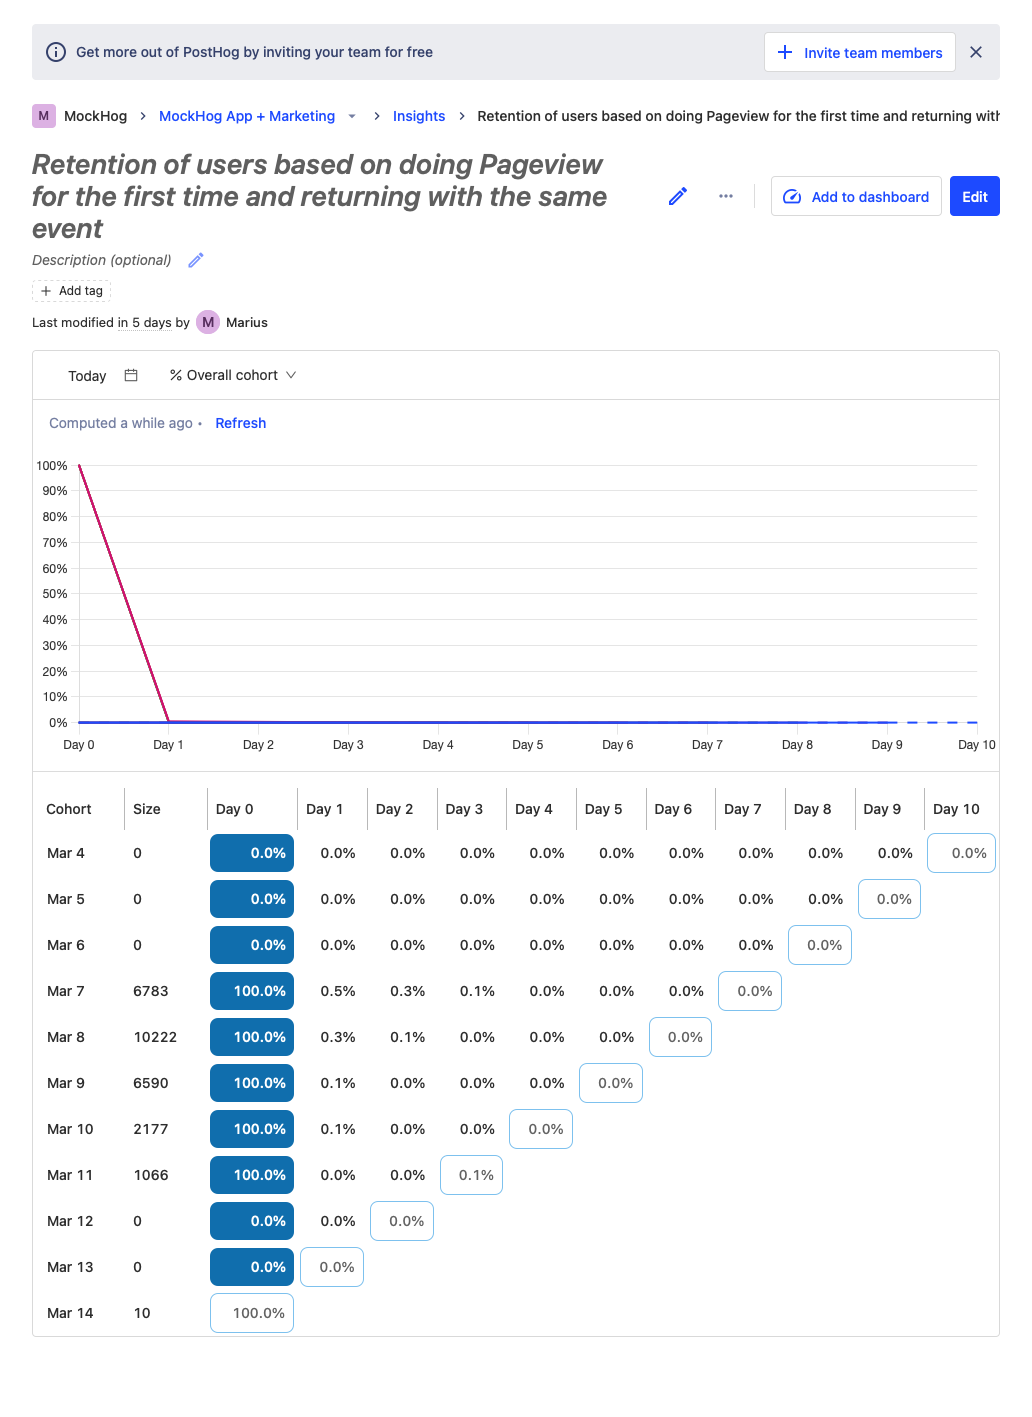 Get more out of PostHog by inviting your team for free
Invite team members
M MockHog > MockHog App + Marketing > Insights > Retention of users based on doing Pageview for the first time and returning with
Retention of users based on doing Pageview
for the first time and returning with the same
event
Add to dashboard
Edit
Description (optional)
+ Add tag
Last modified in 5 days by M Marius
Today
% Overall cohort
Computed a while ago • Refresh
100%
90%
80%
70%
60%
50%
40%
30%
20%
10%
0%
Day 0 Day 1 Day 2 Day 3 Day 4 Day 5 Day 6 Day 7 Day 8 Day 9 Day 10
Cohort Size Day 0 Day 1 Day 2 Day 3 Day 4 Day 5 Day 6 Day 7 Day 8 Day 9 Day 10
Mar 4 0 0.0% 0.0% 0.0% 0.0% 0.0% 0.0% 0.0% 0.0% 0.0% 0.0% 0.0%
Mar 5 0 0.0% 0.0% 0.0% 0.0% 0.0% 0.0% 0.0% 0.0% 0.0% 0.0%
Mar 6 0 0.0% 0.0% 0.0% 0.0% 0.0% 0.0% 0.0% 0.0% 0.0%
Mar 7 6783 100.0% 0.5% 0.3% 0.1% 0.0% 0.0% 0.0% 0.0%
Mar 8 10222 100.0% 0.3% 0.1% 0.0% 0.0% 0.0% 0.0%
Mar 9 6590 100.0% 0.1% 0.0% 0.0% 0.0% 0.0%
Mar 10 2177 100.0% 0.1% 0.0% 0.0% 0.0%
Mar 11 1066 100.0% 0.0% 0.0% 0.1%
Mar 12 0 0.0% 0.0% 0.0%
Mar 13 0 0.0% 0.0%
Mar 14 10 100.0%